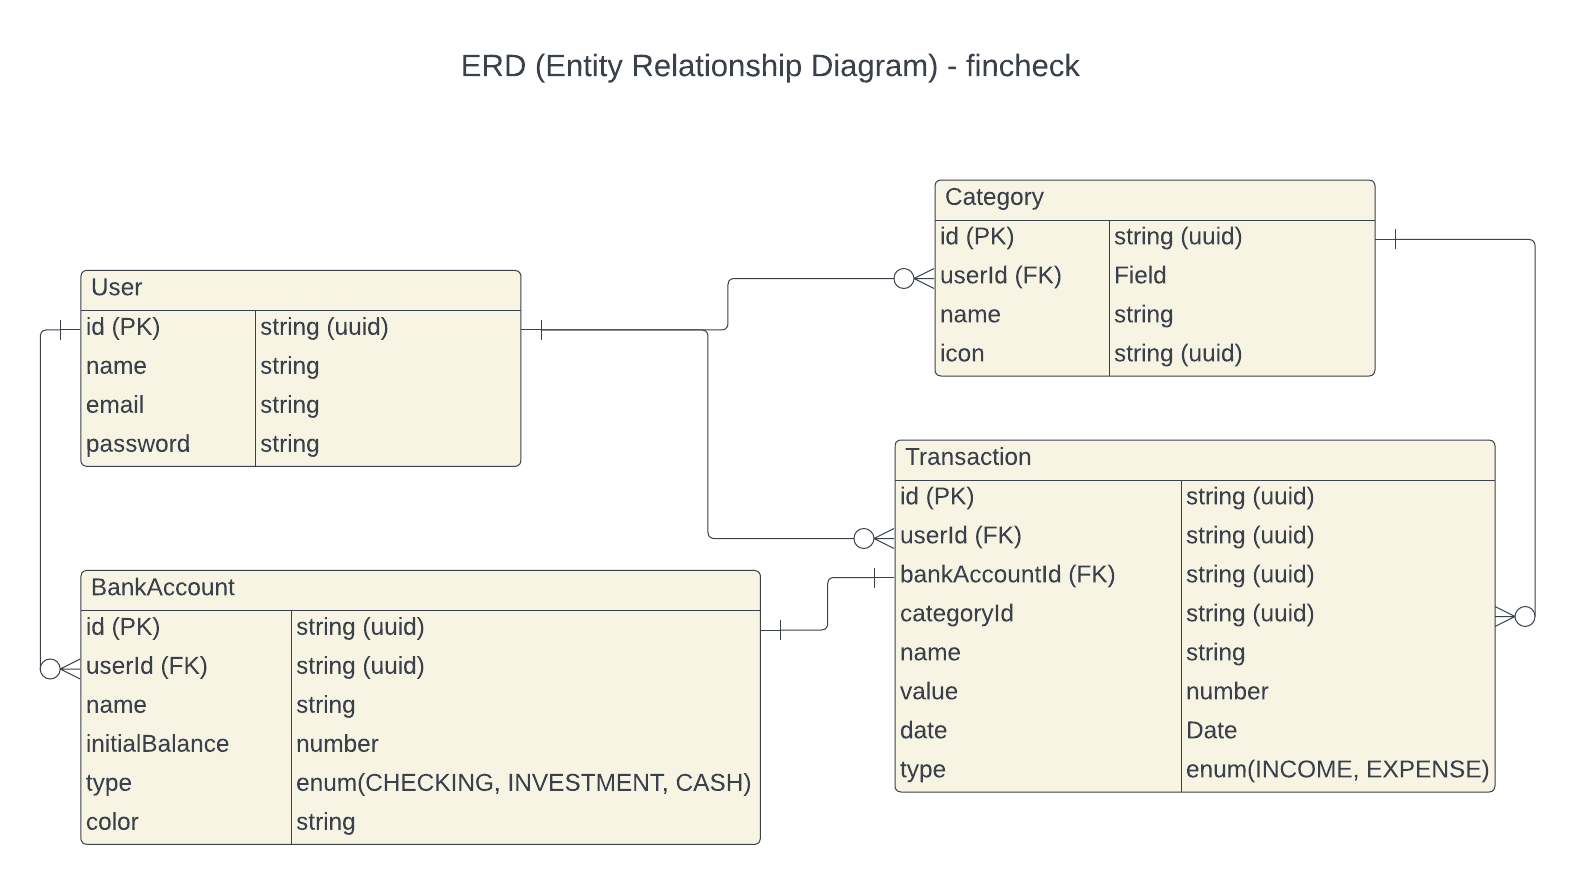 ERD (Entity Relationship Diagram) - fincheck
Category
id (PK) string (uuid)
userId (FK) Field
name string
icon string (uuid)
User
id (PK) string (uuid)
name string
email string
password string
Transaction
id (PK) string (uuid)
userId (FK) string (uuid)
bankAccountId (FK) string (uuid)
categoryId string (uuid)
name string
value number
date Date
type enum(INCOME, EXPENSE)
BankAccount
id (PK) string (uuid)
userId (FK) string (uuid)
name string
initialBalance number
type enum(CHECKING, INVESTMENT, CASH)
color string